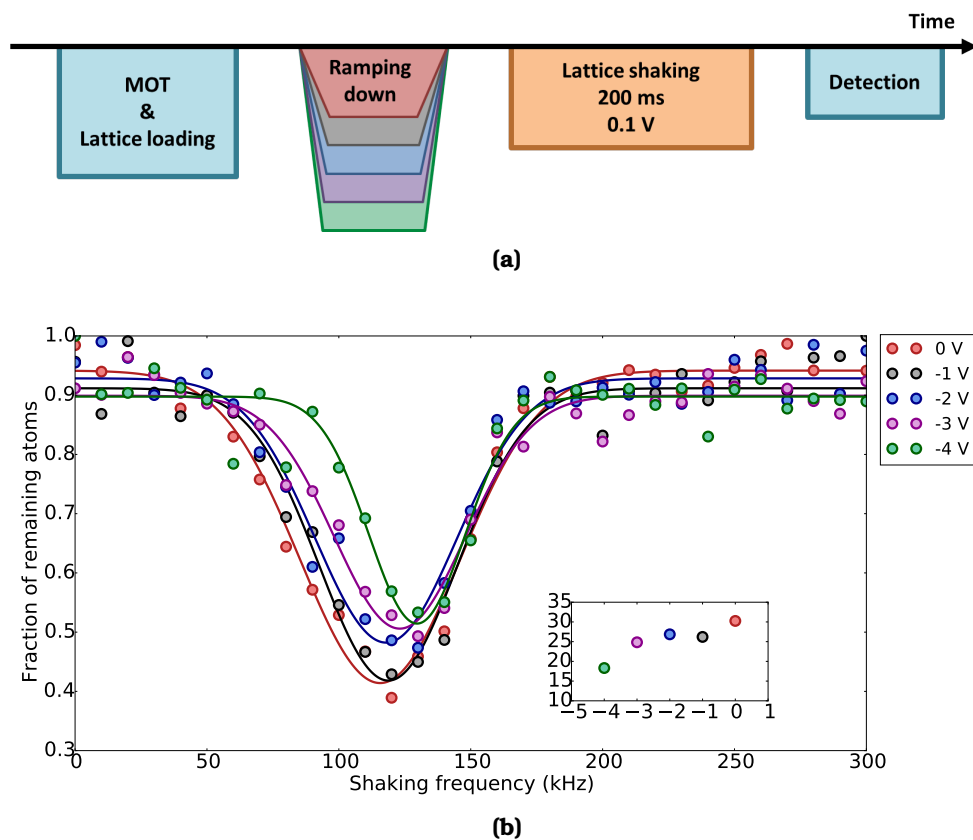 Time
MOT
&
Lattice loading
Ramping
down
Lattice shaking
200 ms
0.1 V
Detection
(a)
Fraction of remaining atoms
1.0
0.9
0.8
0.7
0.6
0.5
0.4
0.3
0 V
-1 V
-2 V
-3 V
-4 V
35
30
25
20
15
10
−5 −4 −3 −2 −1 0 1
0 50 100 150 200 250 300
Shaking frequency (kHz)
(b)